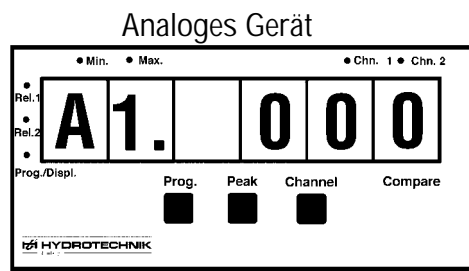 Analoges Gerät
Min. Max. Chn. 1 Chn. 2
Rel.1
A1. 000
Rel.2
Prog./Displ.
Prog. Peak Channel Compare
HYDROTECHNIK